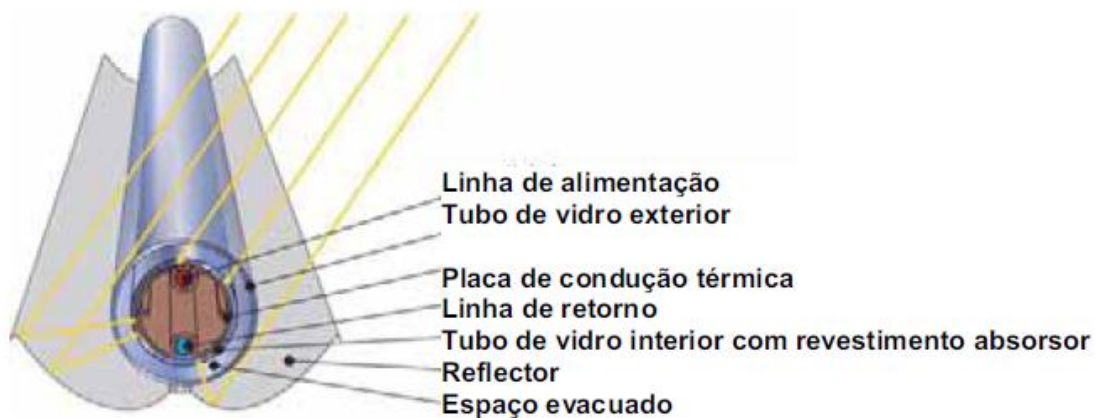 Linha de alimentação
Tubo de vidro exterior
Placa de condução térmica
Linha de retorno
Tubo de vidro interior com revestimento absorsor
Reflector
Espaço evacuado